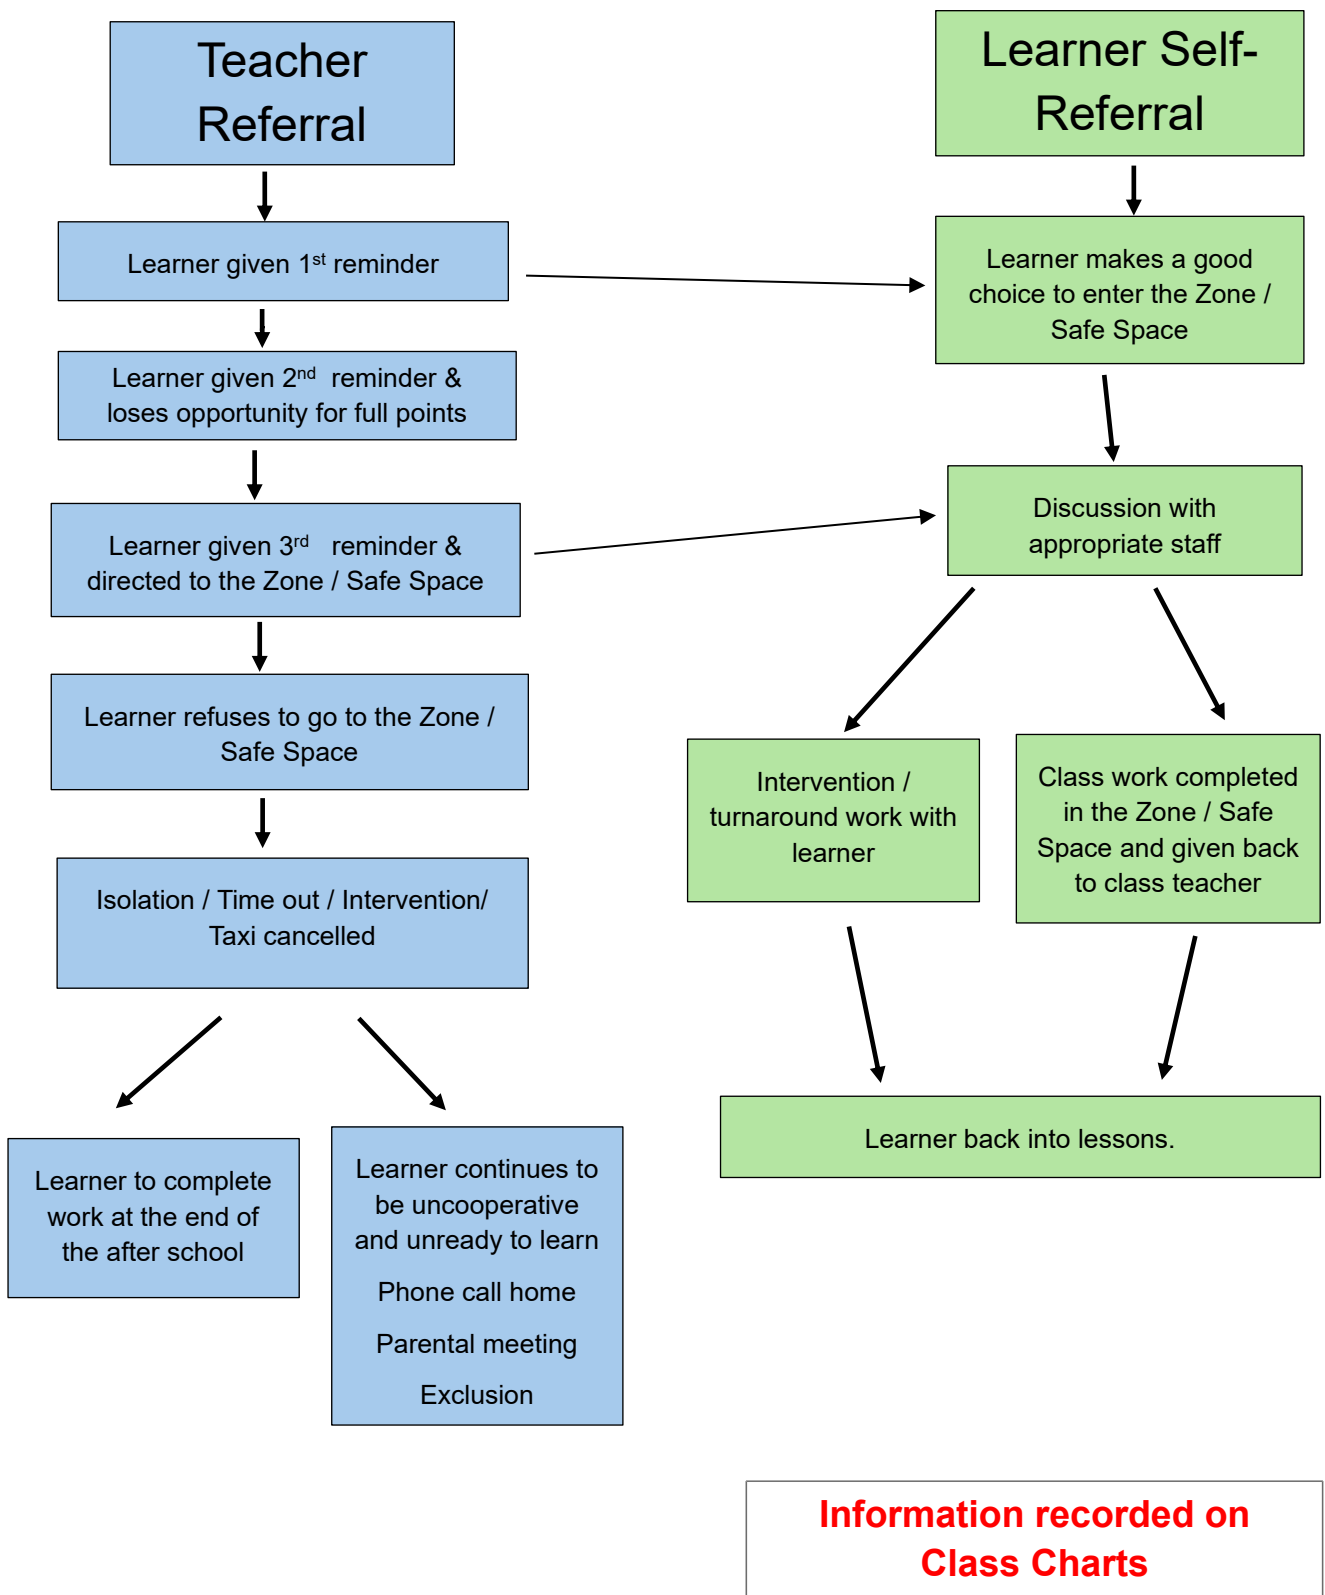 Teacher
Referral
Learner given 1st reminder
Learner given 2nd reminder &
loses opportunity for full points
Learner given 3rd reminder &
directed to the Zone / Safe Space
Learner refuses to go to the Zone /
Safe Space
Isolation / Time out / Intervention/
Taxi cancelled
Learner to complete
work at the end of
the after school
Learner continues to
be uncooperative
and unready to learn
Phone call home
Parental meeting
Exclusion
Learner Self-
Referral
Learner makes a good
choice to enter the Zone /
Safe Space
Discussion with
appropriate staff
Intervention /
turnaround work with
learner
Class work completed
in the Zone / Safe
Space and given back
to class teacher
Learner back into lessons.
Information recorded on
Class Charts